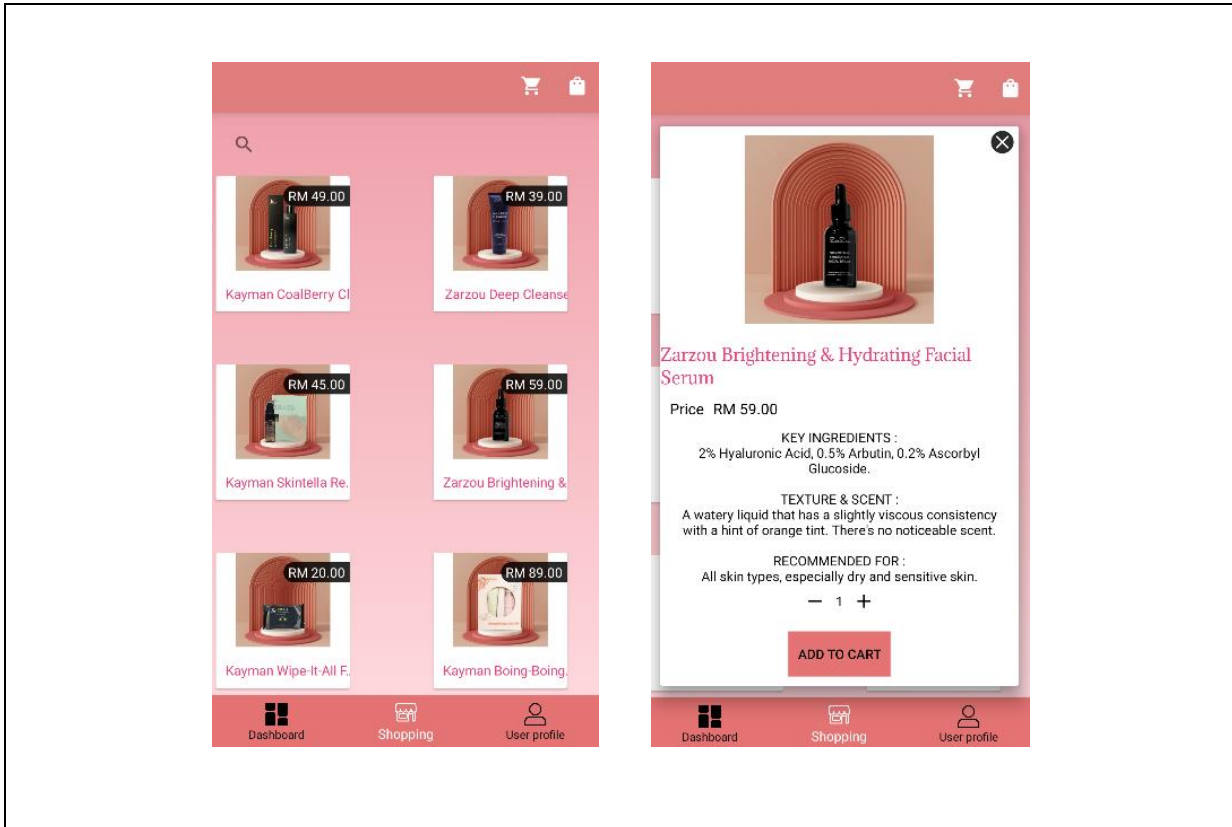 RM 49.00
RM 39.00
Kayman CoalBerry Cl
Zarzou Deep Cleanse
RM 45.00
RM 59.00
Kayman Skintella Re.
Zarzou Brightening &
RM 20.00
RM 89.00
Kayman Wipe-It-All F..
Kayman Boing-Boing.
Dashboard
Shopping
User profile
Zarzou Brightening & Hydrating Facial
Serum
Price RM 59.00
KEY INGREDIENTS :
2% Hyaluronic Acid, 0.5% Arbutin, 0.2% Ascorbyl
Glucoside.
TEXTURE & SCENT :
A watery liquid that has a slightly viscous consistency
with a hint of orange tint. There's no noticeable scent.
RECOMMENDED FOR :
All skin types, especially dry and sensitive skin.
1
ADD TO CART
Dashboard
Shopping
User profile